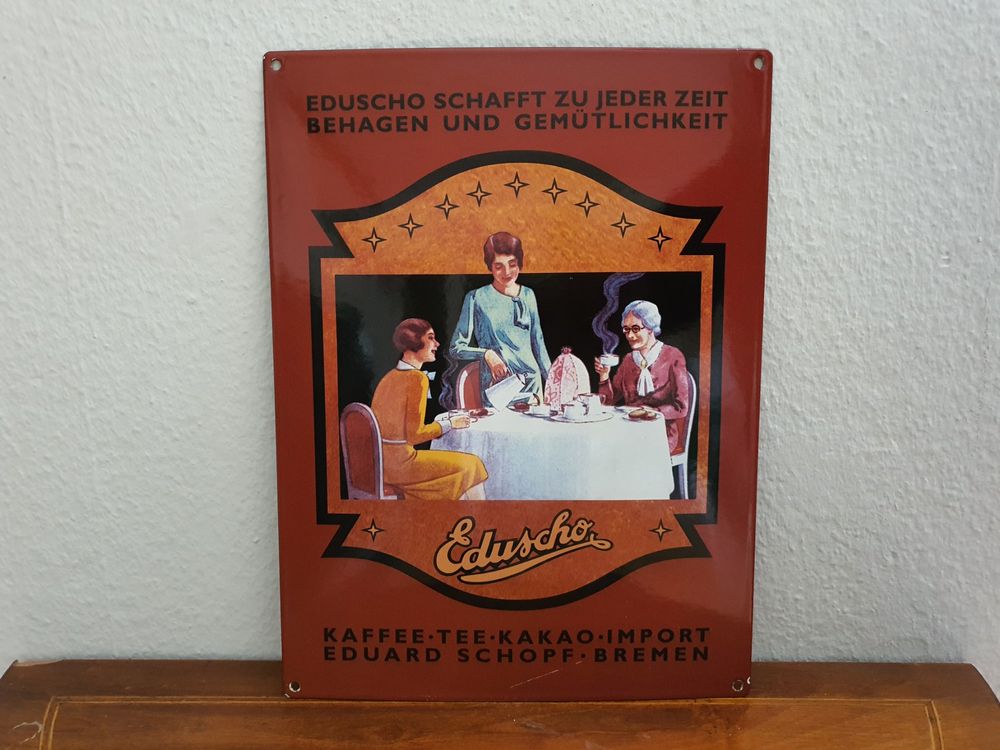 EDUSCHO SCHAFFT ZU JEDER ZEIT
BEHAGEN UND GEMÜTLICHKEIT
Eduscho
KAFFEE·TEE·KAKAO·IMPORT
EDUARD SCHOPF·BREMEN